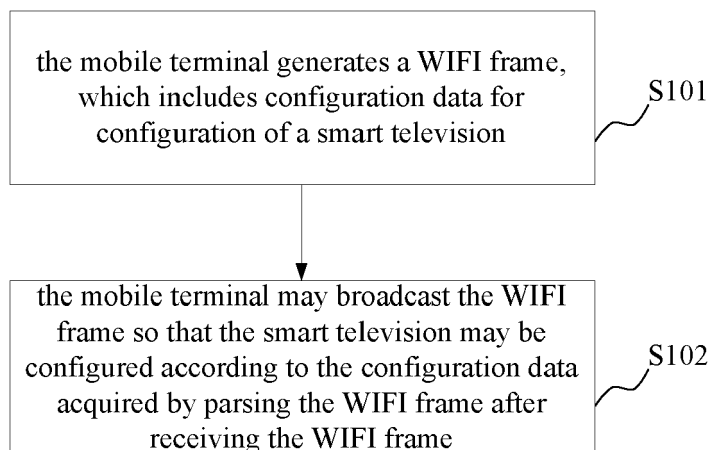 the mobile terminal generates a WIFI frame,
which includes configuration data for
configuration of a smart television
S101
the mobile terminal may broadcast the WIFI
frame so that the smart television may be
configured according to the configuration data
acquired by parsing the WIFI frame after
receiving the WIFI frame
S102